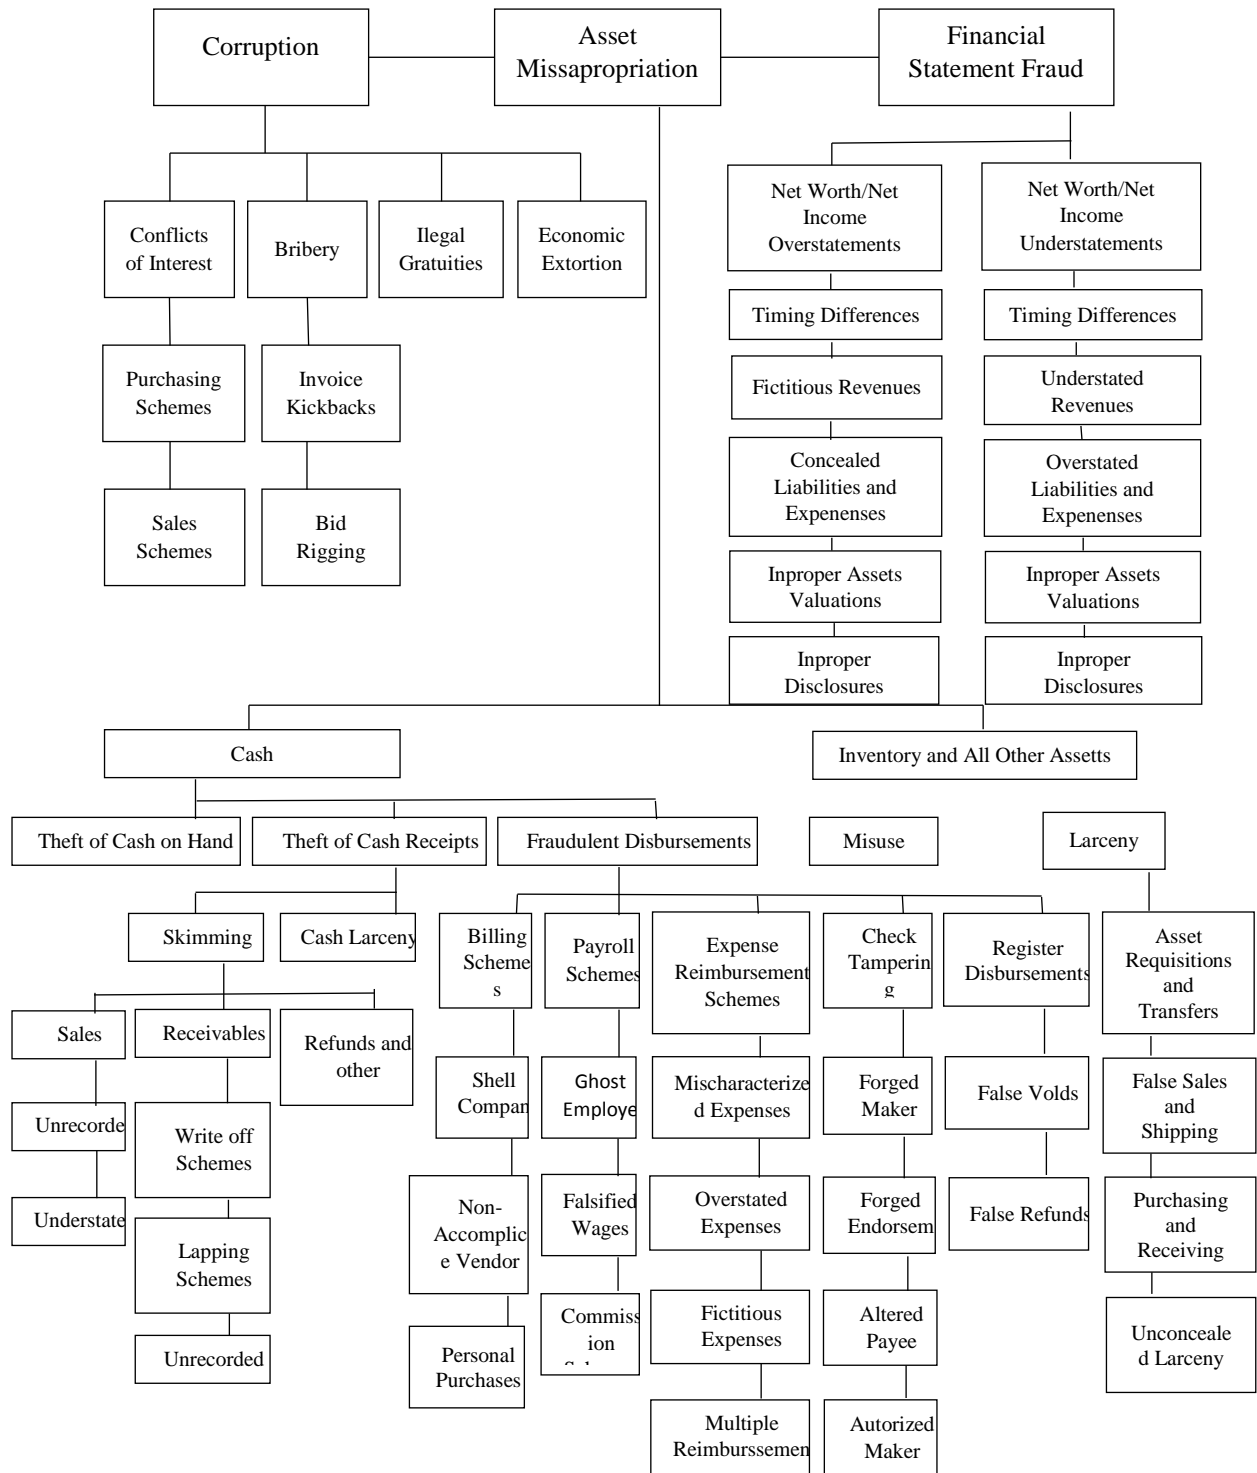 Corruption
Asset
Missapropriation
Financial
Statement Fraud
Conflicts
of Interest
Bribery
Ilegal
Gratuities
Economic
Extortion
Net Worth/Net
Income
Overstatements
Net Worth/Net
Income
Understatements
Timing Differences
Timing Differences
Purchasing
Schemes
Invoice
Kickbacks
Fictitious Revenues
Understated
Revenues
Sales
Schemes
Bid
Rigging
Concealed
Liabilities and
Expenenses
Overstated
Liabilities and
Expenenses
Inproper Assets
Valuations
Inproper Assets
Valuations
Inproper
Disclosures
Inproper
Disclosures
Cash
Inventory and All Other Assetts
Theft of Cash on Hand
Theft of Cash Receipts
Fraudulent Disbursements
Misuse
Larceny
Skimming
Cash Larceny
Billing
Scheme
s
Payroll
Schemes
Expense
Reimbursement
Schemes
Check
Tamperin
g
Register
Disbursements
Asset
Requisitions
and
Transfers
Sales
Receivables
Refunds and
other
Shell
Compan
Ghost
Employe
Mischaracterize
d Expenses
Forged
Maker
False Volds
False Sales
and
Shipping
Unrecorde
Write off
Schemes
Understate
Non-
Accomplic
e Vendor
Falsified
Wages
Overstated
Expenses
Forged
Endorsem
False Refunds
Purchasing
and
Receiving
Lapping
Schemes
Unrecorded
Personal
Purchases
Commiss
ion
Fictitious
Expenses
Altered
Payee
Unconceale
d Larceny
Multiple
Reimburssemen
Autorized
Maker